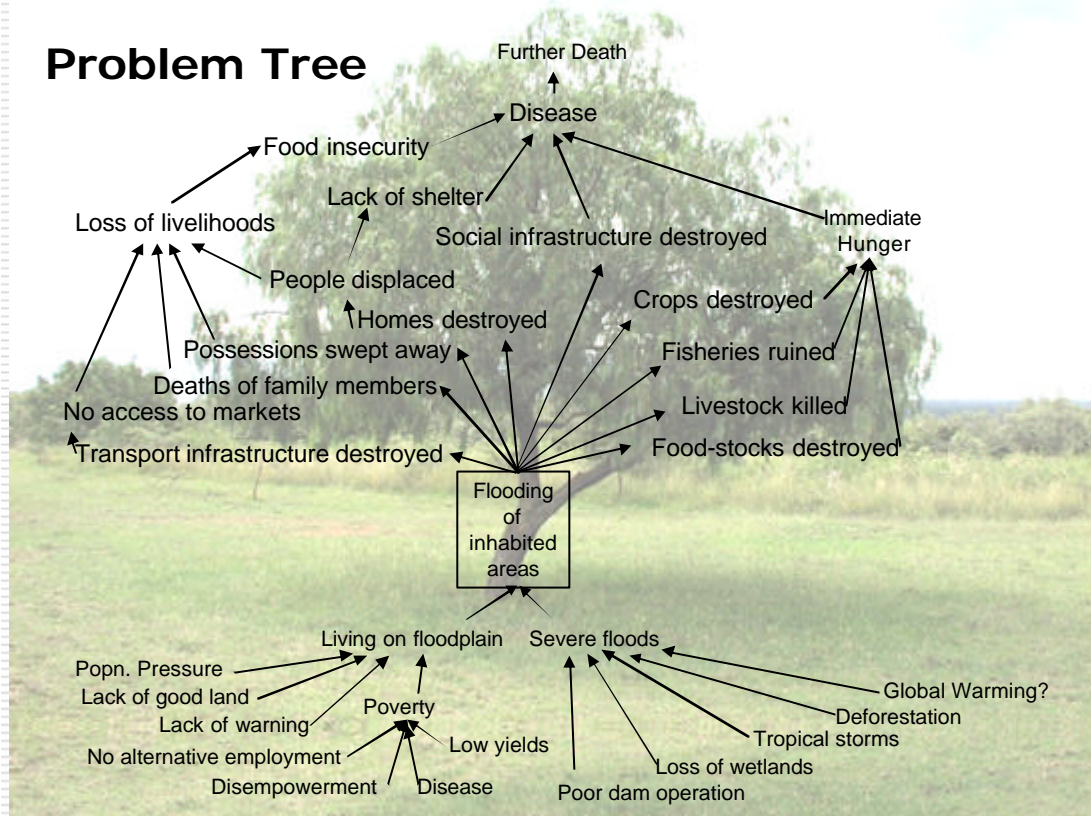 Problem Tree
Further Death
Disease
Food insecurity
Lack of shelter
Loss of livelihoods
Social infrastructure destroyed
Immediate
Hunger
People displaced
Crops destroyed
Homes destroyed
Possessions swept away
Fisheries ruined
Deaths of family members
Livestock killed
No access to markets
Transport infrastructure destroyed
Food-stocks destroyed
Flooding
of
inhabited
areas
Living on floodplain
Severe floods
Popn. Pressure
Lack of good land
Lack of warning
Poverty
No alternative employment
Low yields
Disempowerment
Disease
Global Warming?
Deforestation
Tropical storms
Loss of wetlands
Poor dam operation